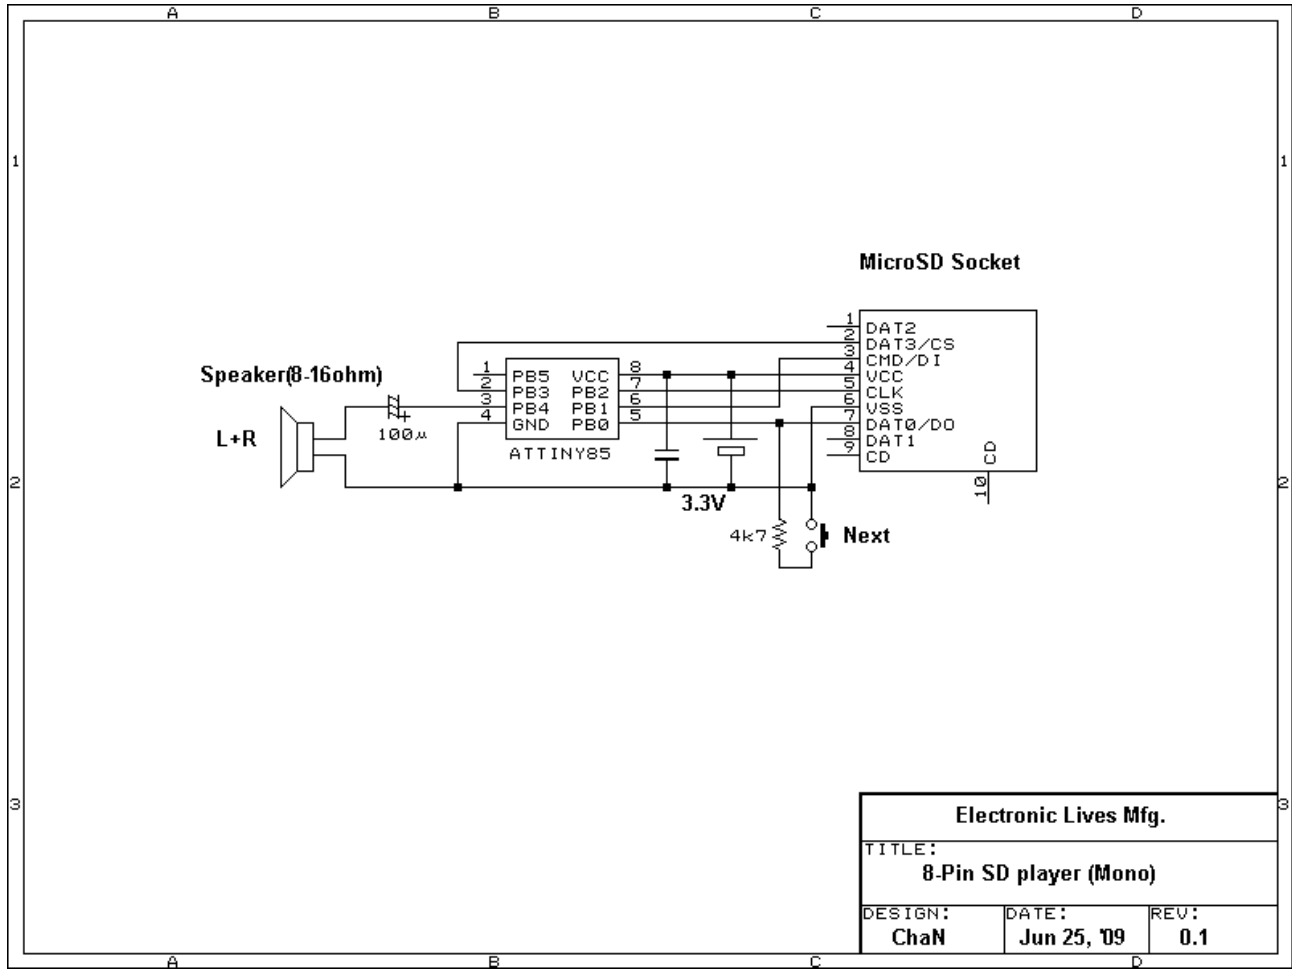 A B C D
1 1
MicroSD Socket
1 DAT2
2 DAT3/CS
3 CMD/DI
4 VCC
5 CLK
6 VSS
7 DAT0/DO
8 DAT1
9 CD
CD
10
Speaker(8-16ohm)
L+R
100µ
+
1 PB5 VCC 8
2 PB3 PB2 7
3 PB4 PB1 6
4 GND PB0 5
ATTINY85
2 2
3.3V
4k7
Next
3 3
Electronic Lives Mfg.
TITLE:
8-Pin SD player (Mono)
DESIGN: DATE: REV:
ChaN Jun 25, '09 0.1
A B C D